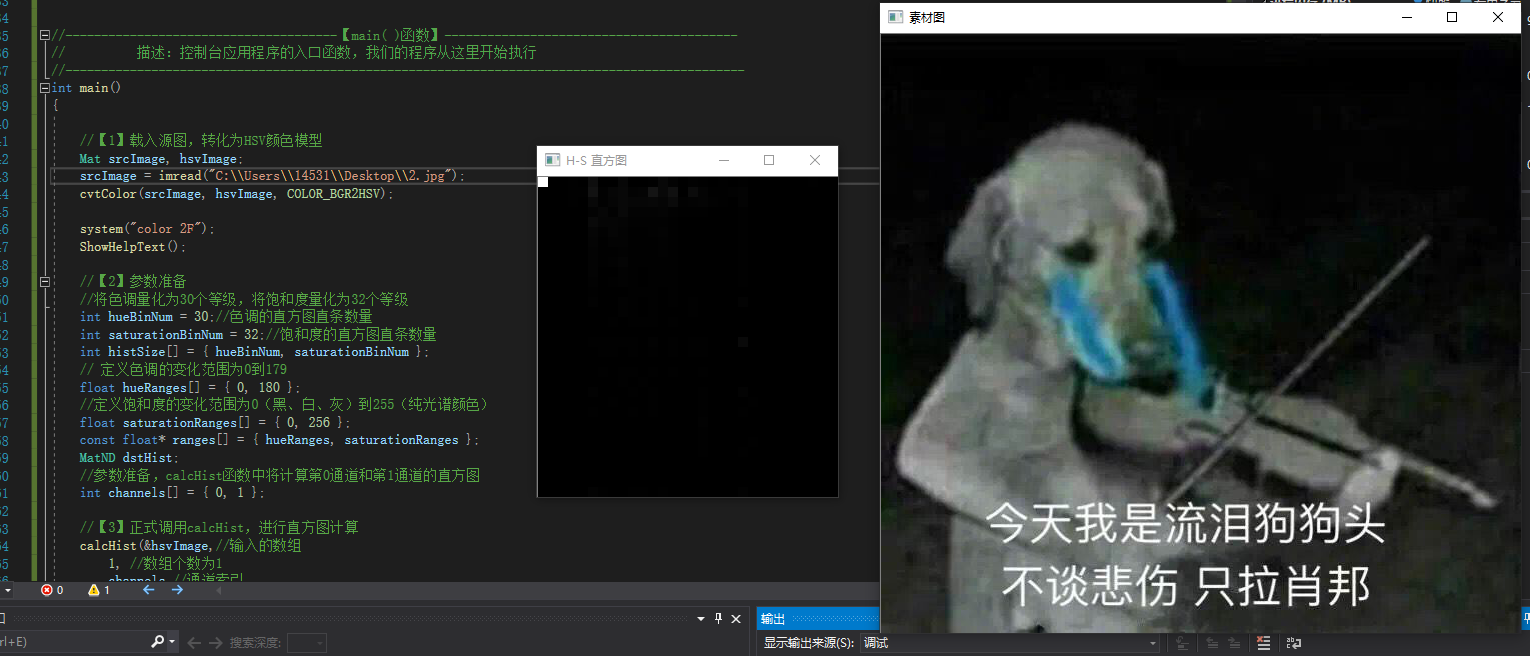 //--------------------------------------【main( )函数】-----------------------------------------
// 描述：控制台应用程序的入口函数，我们的程序从这里开始执行
//-----------------------------------------------------------------------------------------------
int main()
{
//【1】载入源图，转化为HSV颜色模型
Mat srcImage, hsvImage;
srcImage = imread("C:\\Users\\14531\\Desktop\\2.jpg");
cvtColor(srcImage, hsvImage, COLOR_BGR2HSV);
system("color 2F");
ShowHelpText();
//【2】参数准备
//将色调量化为30个等级，将饱和度量化为32个等级
int hueBinNum = 30;//色调的直方图直条数量
int saturationBinNum = 32;//饱和度的直方图直条数量
int histSize[] = { hueBinNum, saturationBinNum };
// 定义色调的变化范围为0到179
float hueRanges[] = { 0, 180 };
//定义饱和度的变化范围为0（黑、白、灰）到255（纯光谱颜色）
float saturationRanges[] = { 0, 256 };
const float* ranges[] = { hueRanges, saturationRanges };
MatND dstHist;
//参数准备，calcHist函数中将计算第0通道和第1通道的直方图
int channels[] = { 0, 1 };
//【3】正式调用calcHist，进行直方图计算
calcHist(&hsvImage,//输入的数组
1, //数组个数为1
channels,//通道索引
0
1
rl+E)
搜索深度:
H-S 直方图
素材图
今天我是流泪狗狗头
不谈悲伤 只拉肖邦
输出
显示输出来源(S):
调试